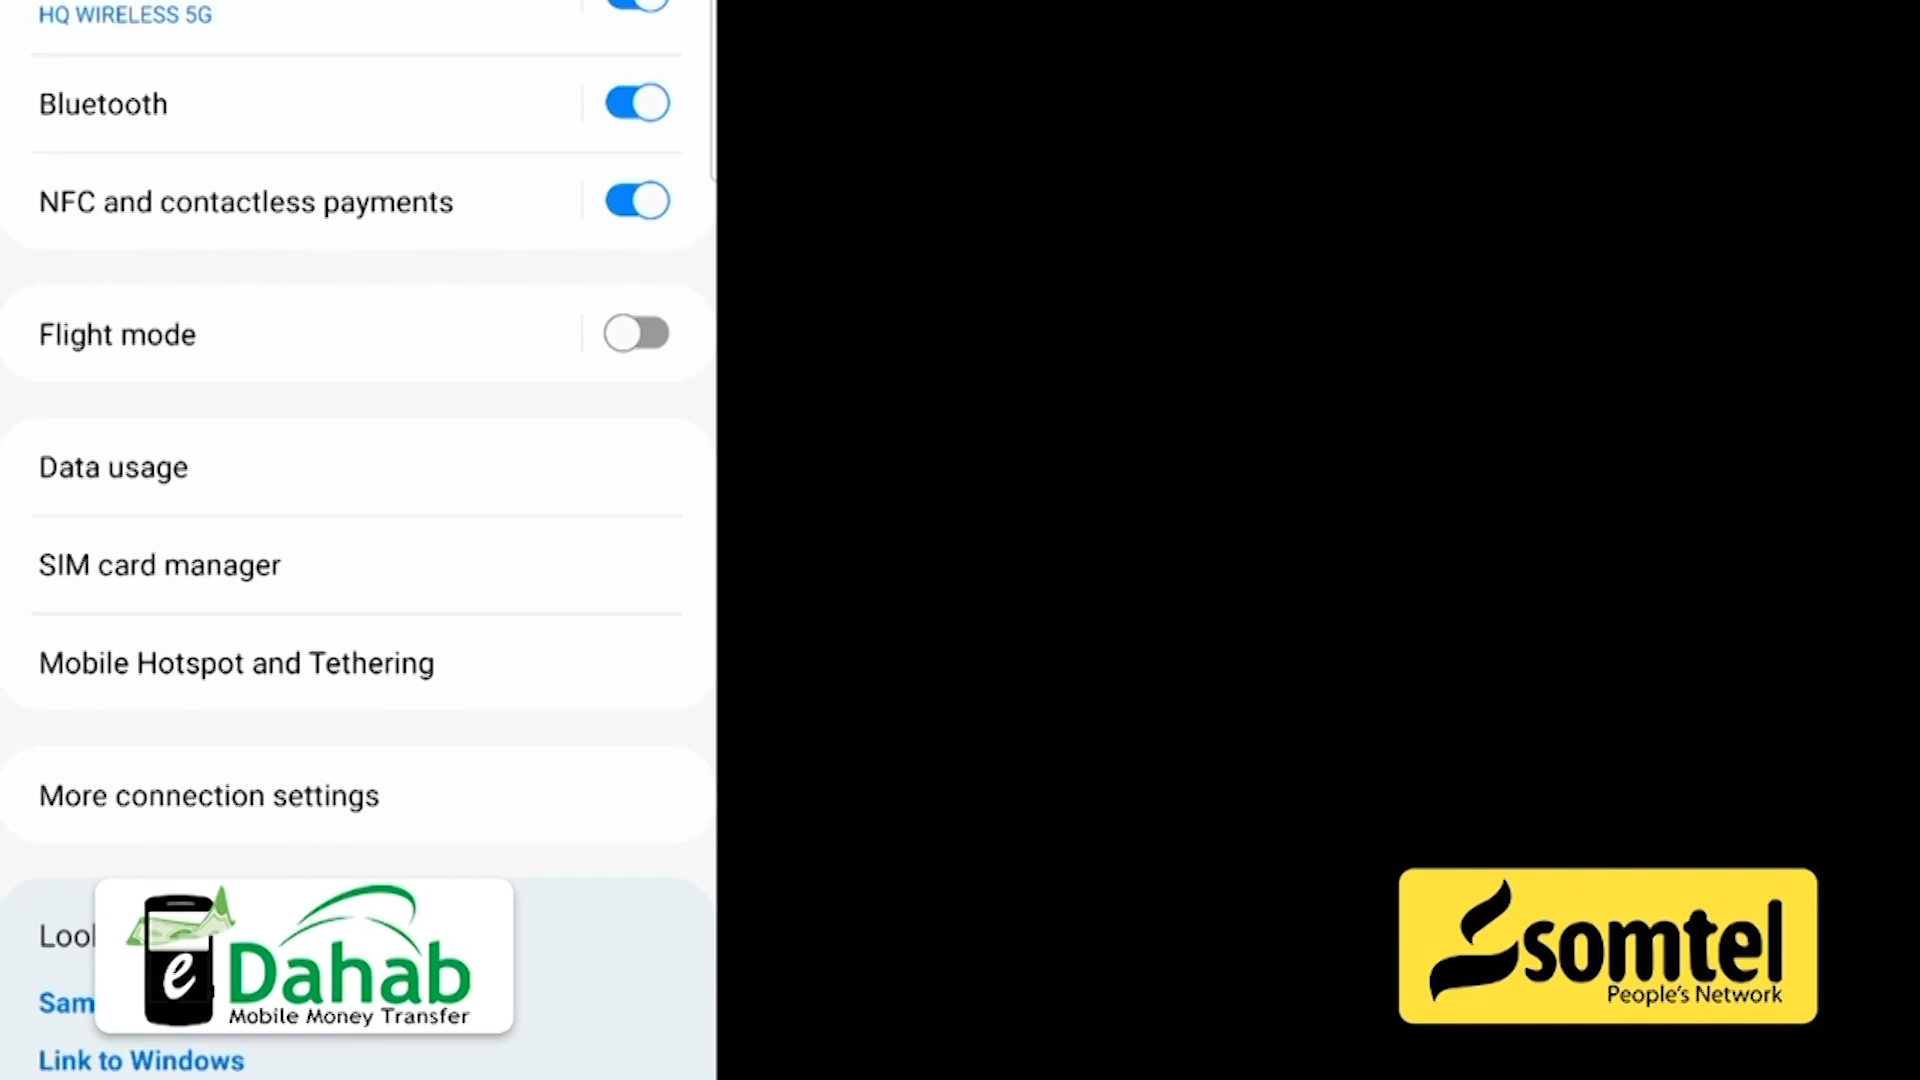 HQ WIRELESS 5G
Bluetooth
NFC and contactless payments
Flight mode
Data usage
SIM card manager
Mobile Hotspot and Tethering
More connection settings
Link to Windows
e Dahab
Mobile Money Transfer
somtel
People's Network